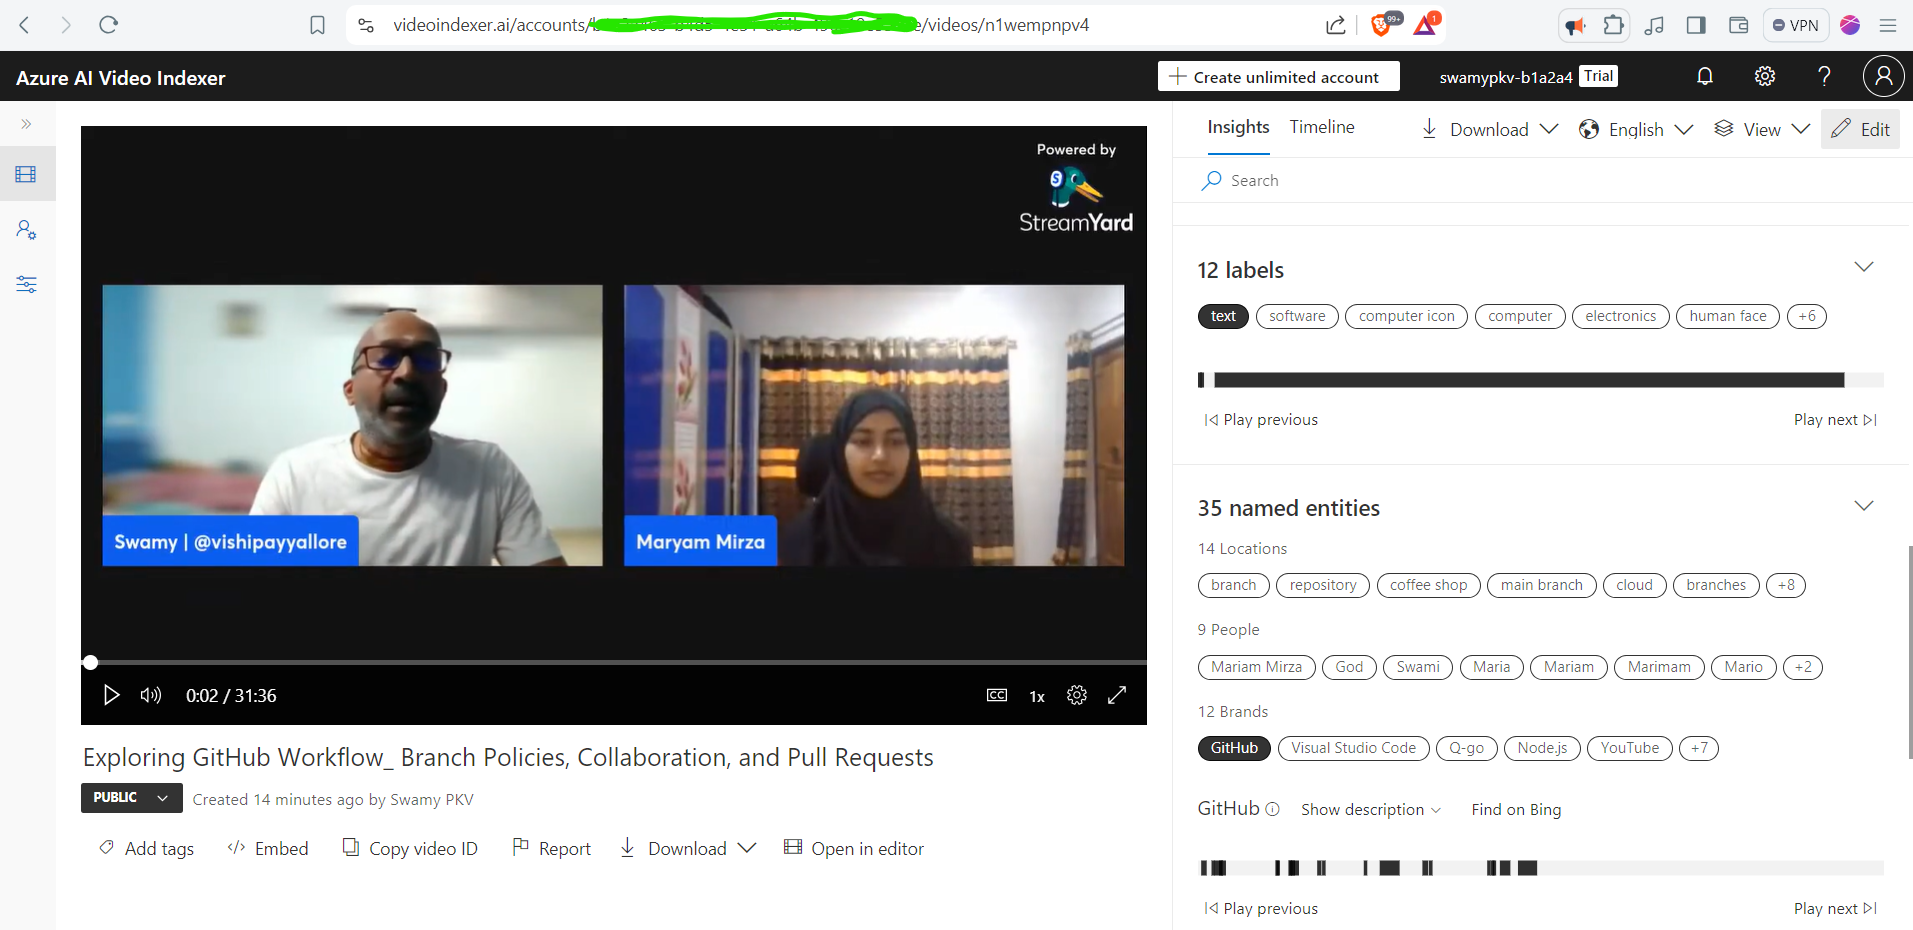 videoindexer.ai/accounts/ e/videos/n1wempnpv4
99+
1
VPN
Azure AI Video Indexer
Create unlimited account
swamypkv-b1a2a4 Trial
Insights Timeline Download English View Edit
Search
Powered by
S
StreamYard
Swamy | @vishipayyallore
Maryam Mirza
0:02 / 31:36
CC 1x
Exploring GitHub Workflow_ Branch Policies, Collaboration, and Pull Requests
PUBLIC Created 14 minutes ago by Swamy PKV
Add tags Embed Copy video ID Report Download Open in editor
12 labels
text software computer icon computer electronics human face +6
Play previous Play next
35 named entities
14 Locations
branch repository coffee shop main branch cloud branches +8
9 People
Mariam Mirza God Swami Maria Mariam Marimam Mario +2
12 Brands
GitHub Visual Studio Code Q-go Node.js YouTube +7
GitHub Show description Find on Bing
Play previous Play next